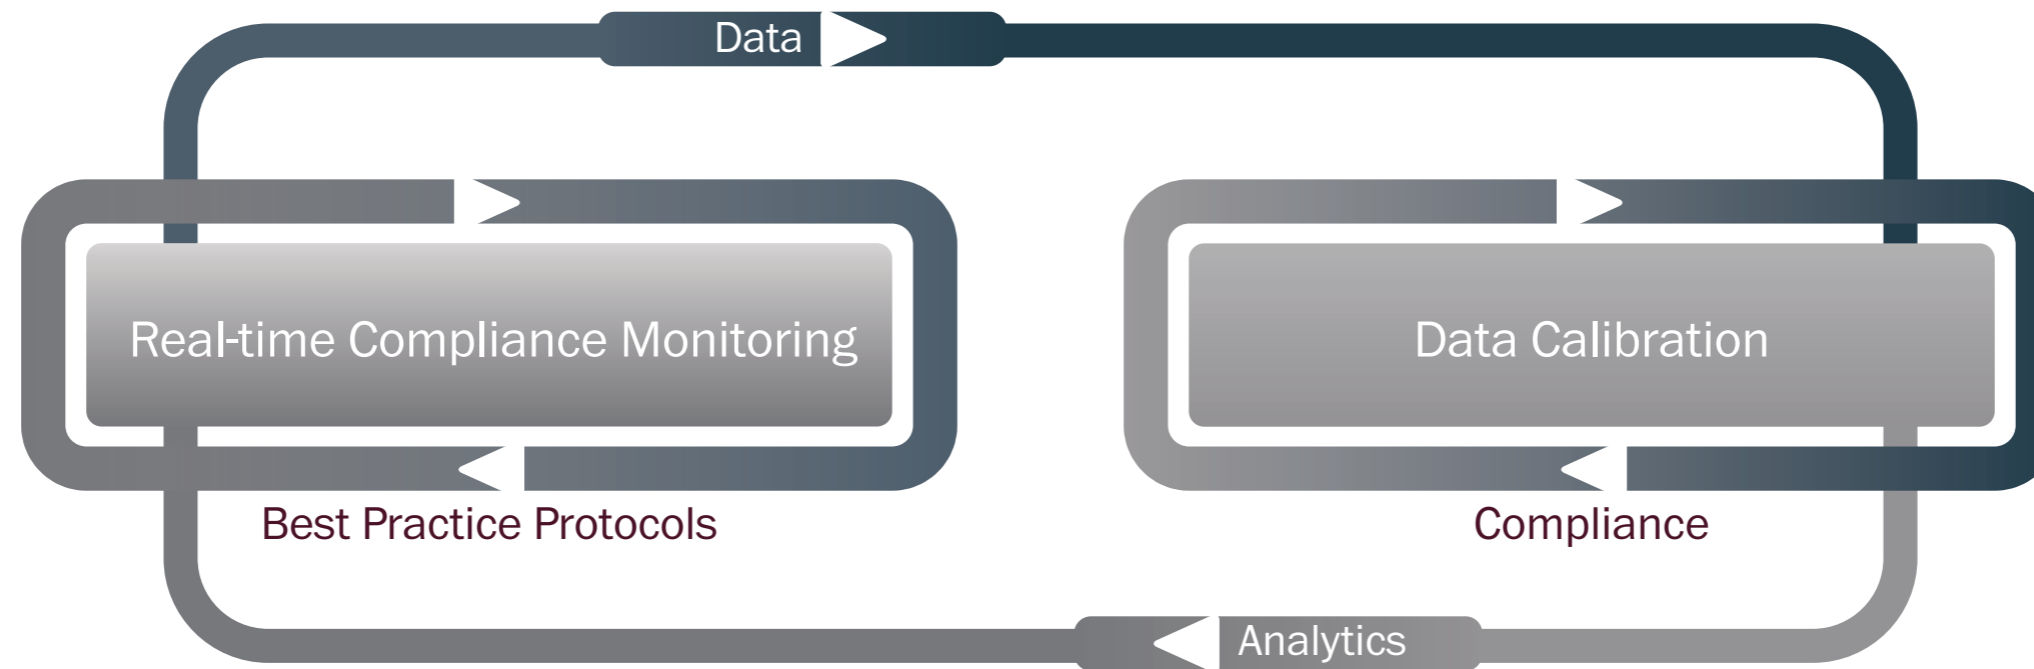 Data
Real-time Compliance Monitoring
Data Calibration
Best Practice Protocols
Compliance
Analytics